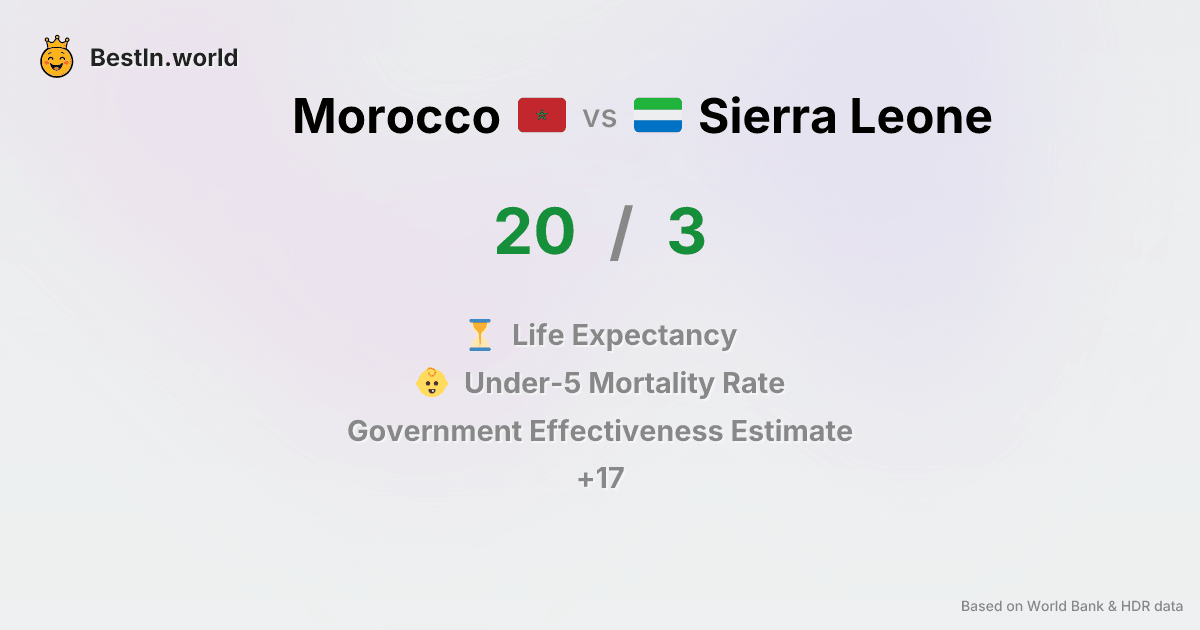 BestIn.world
Morocco vs Sierra Leone
20 / 3
Life Expectancy
Under-5 Mortality Rate
Government Effectiveness Estimate
+17
Based on World Bank & HDR data